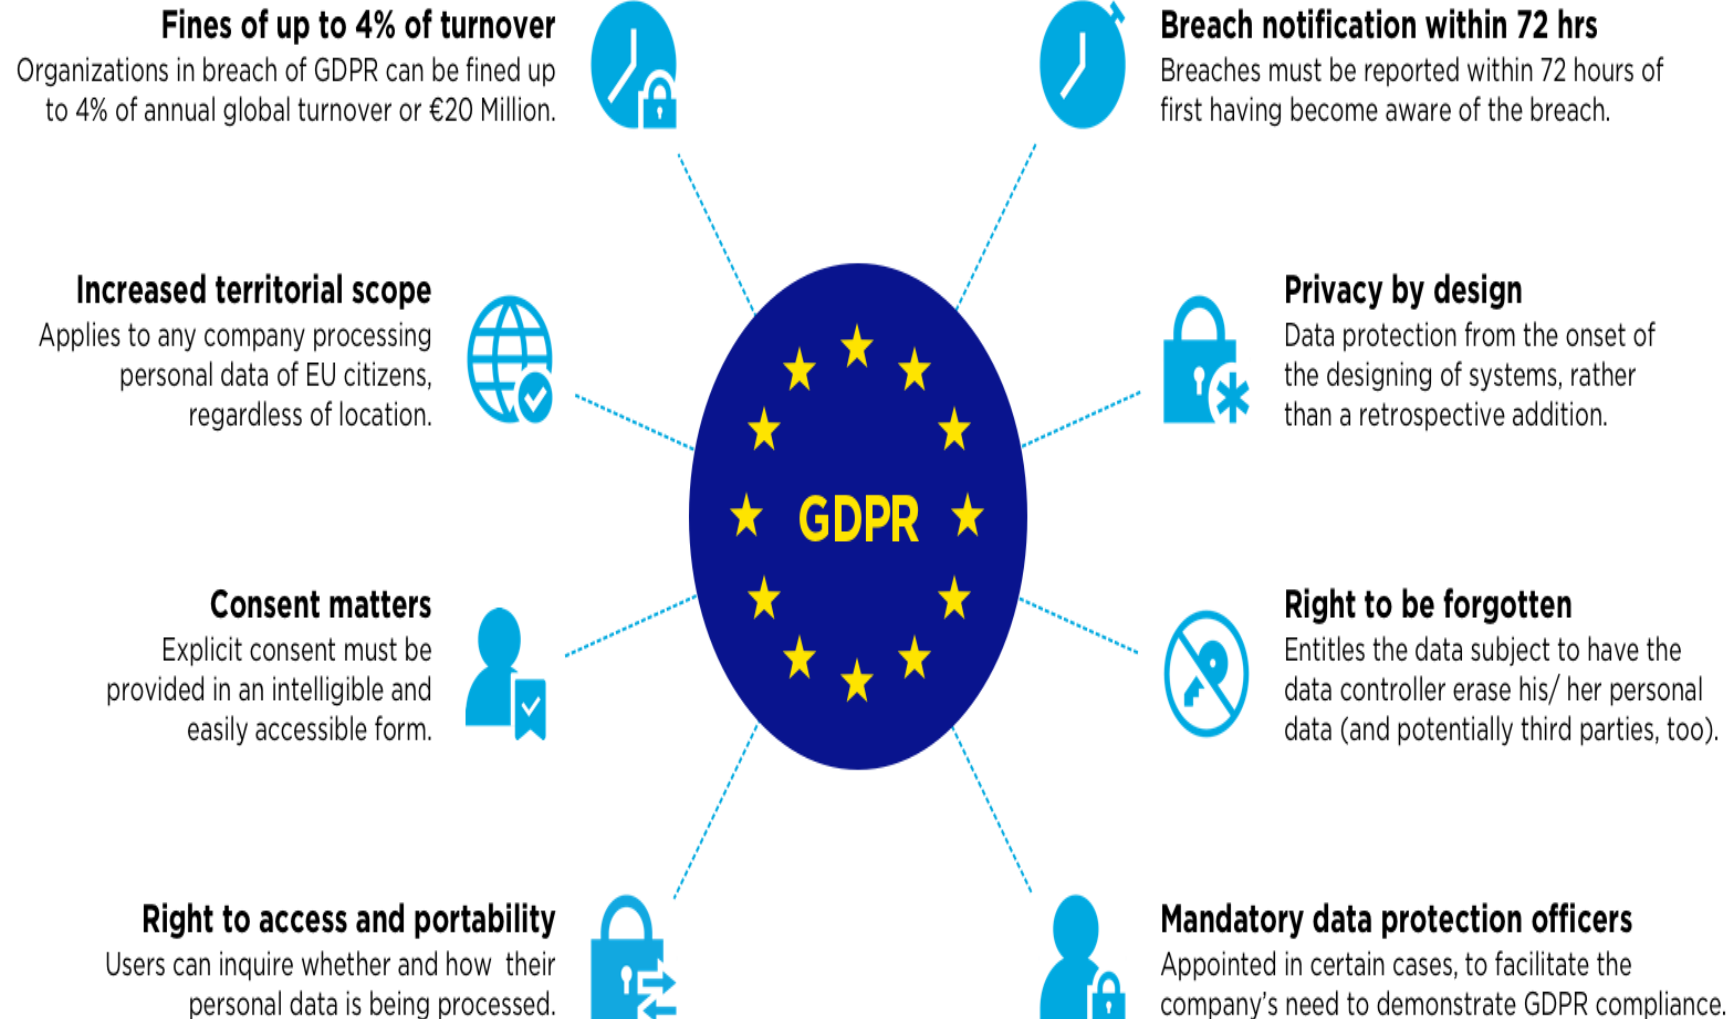 Fines of up to 4% of turnover
Organizations in breach of GDPR can be fined up
to 4% of annual global turnover or €20 Million.
Breach notification within 72 hrs
Breaches must be reported within 72 hours of
first having become aware of the breach.
Increased territorial scope
Applies to any company processing
personal data of EU citizens,
regardless of location.
Privacy by design
Data protection from the onset of
the designing of systems, rather
than a retrospective addition.
GDPR
Consent matters
Explicit consent must be
provided in an intelligible and
easily accessible form.
Right to be forgotten
Entitles the data subject to have the
data controller erase his/ her personal
data (and potentially third parties, too).
Right to access and portability
Users can inquire whether and how their
personal data is being processed.
Mandatory data protection officers
Appointed in certain cases, to facilitate the
company's need to demonstrate GDPR compliance.